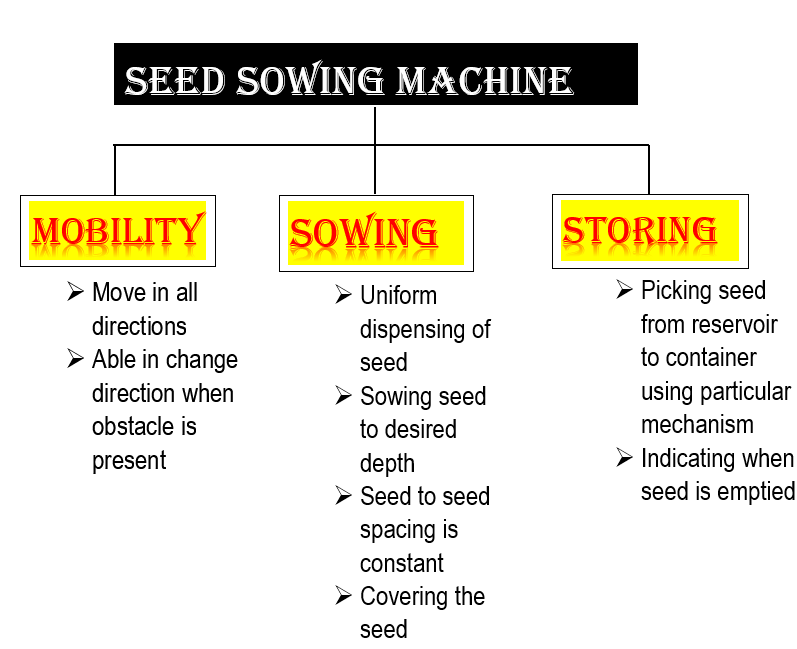 SEED SOWING MACHINE
MOBILITY
➢ Move in all
directions
➢ Able in change
direction when
obstacle is
present
SOWING
➢ Uniform
dispensing of
seed
➢ Sowing seed
to desired
depth
➢ Seed to seed
spacing is
constant
➢ Covering the
seed
STORING
➢ Picking seed
from reservoir
to container
using particular
mechanism
➢ Indicating when
seed is emptied